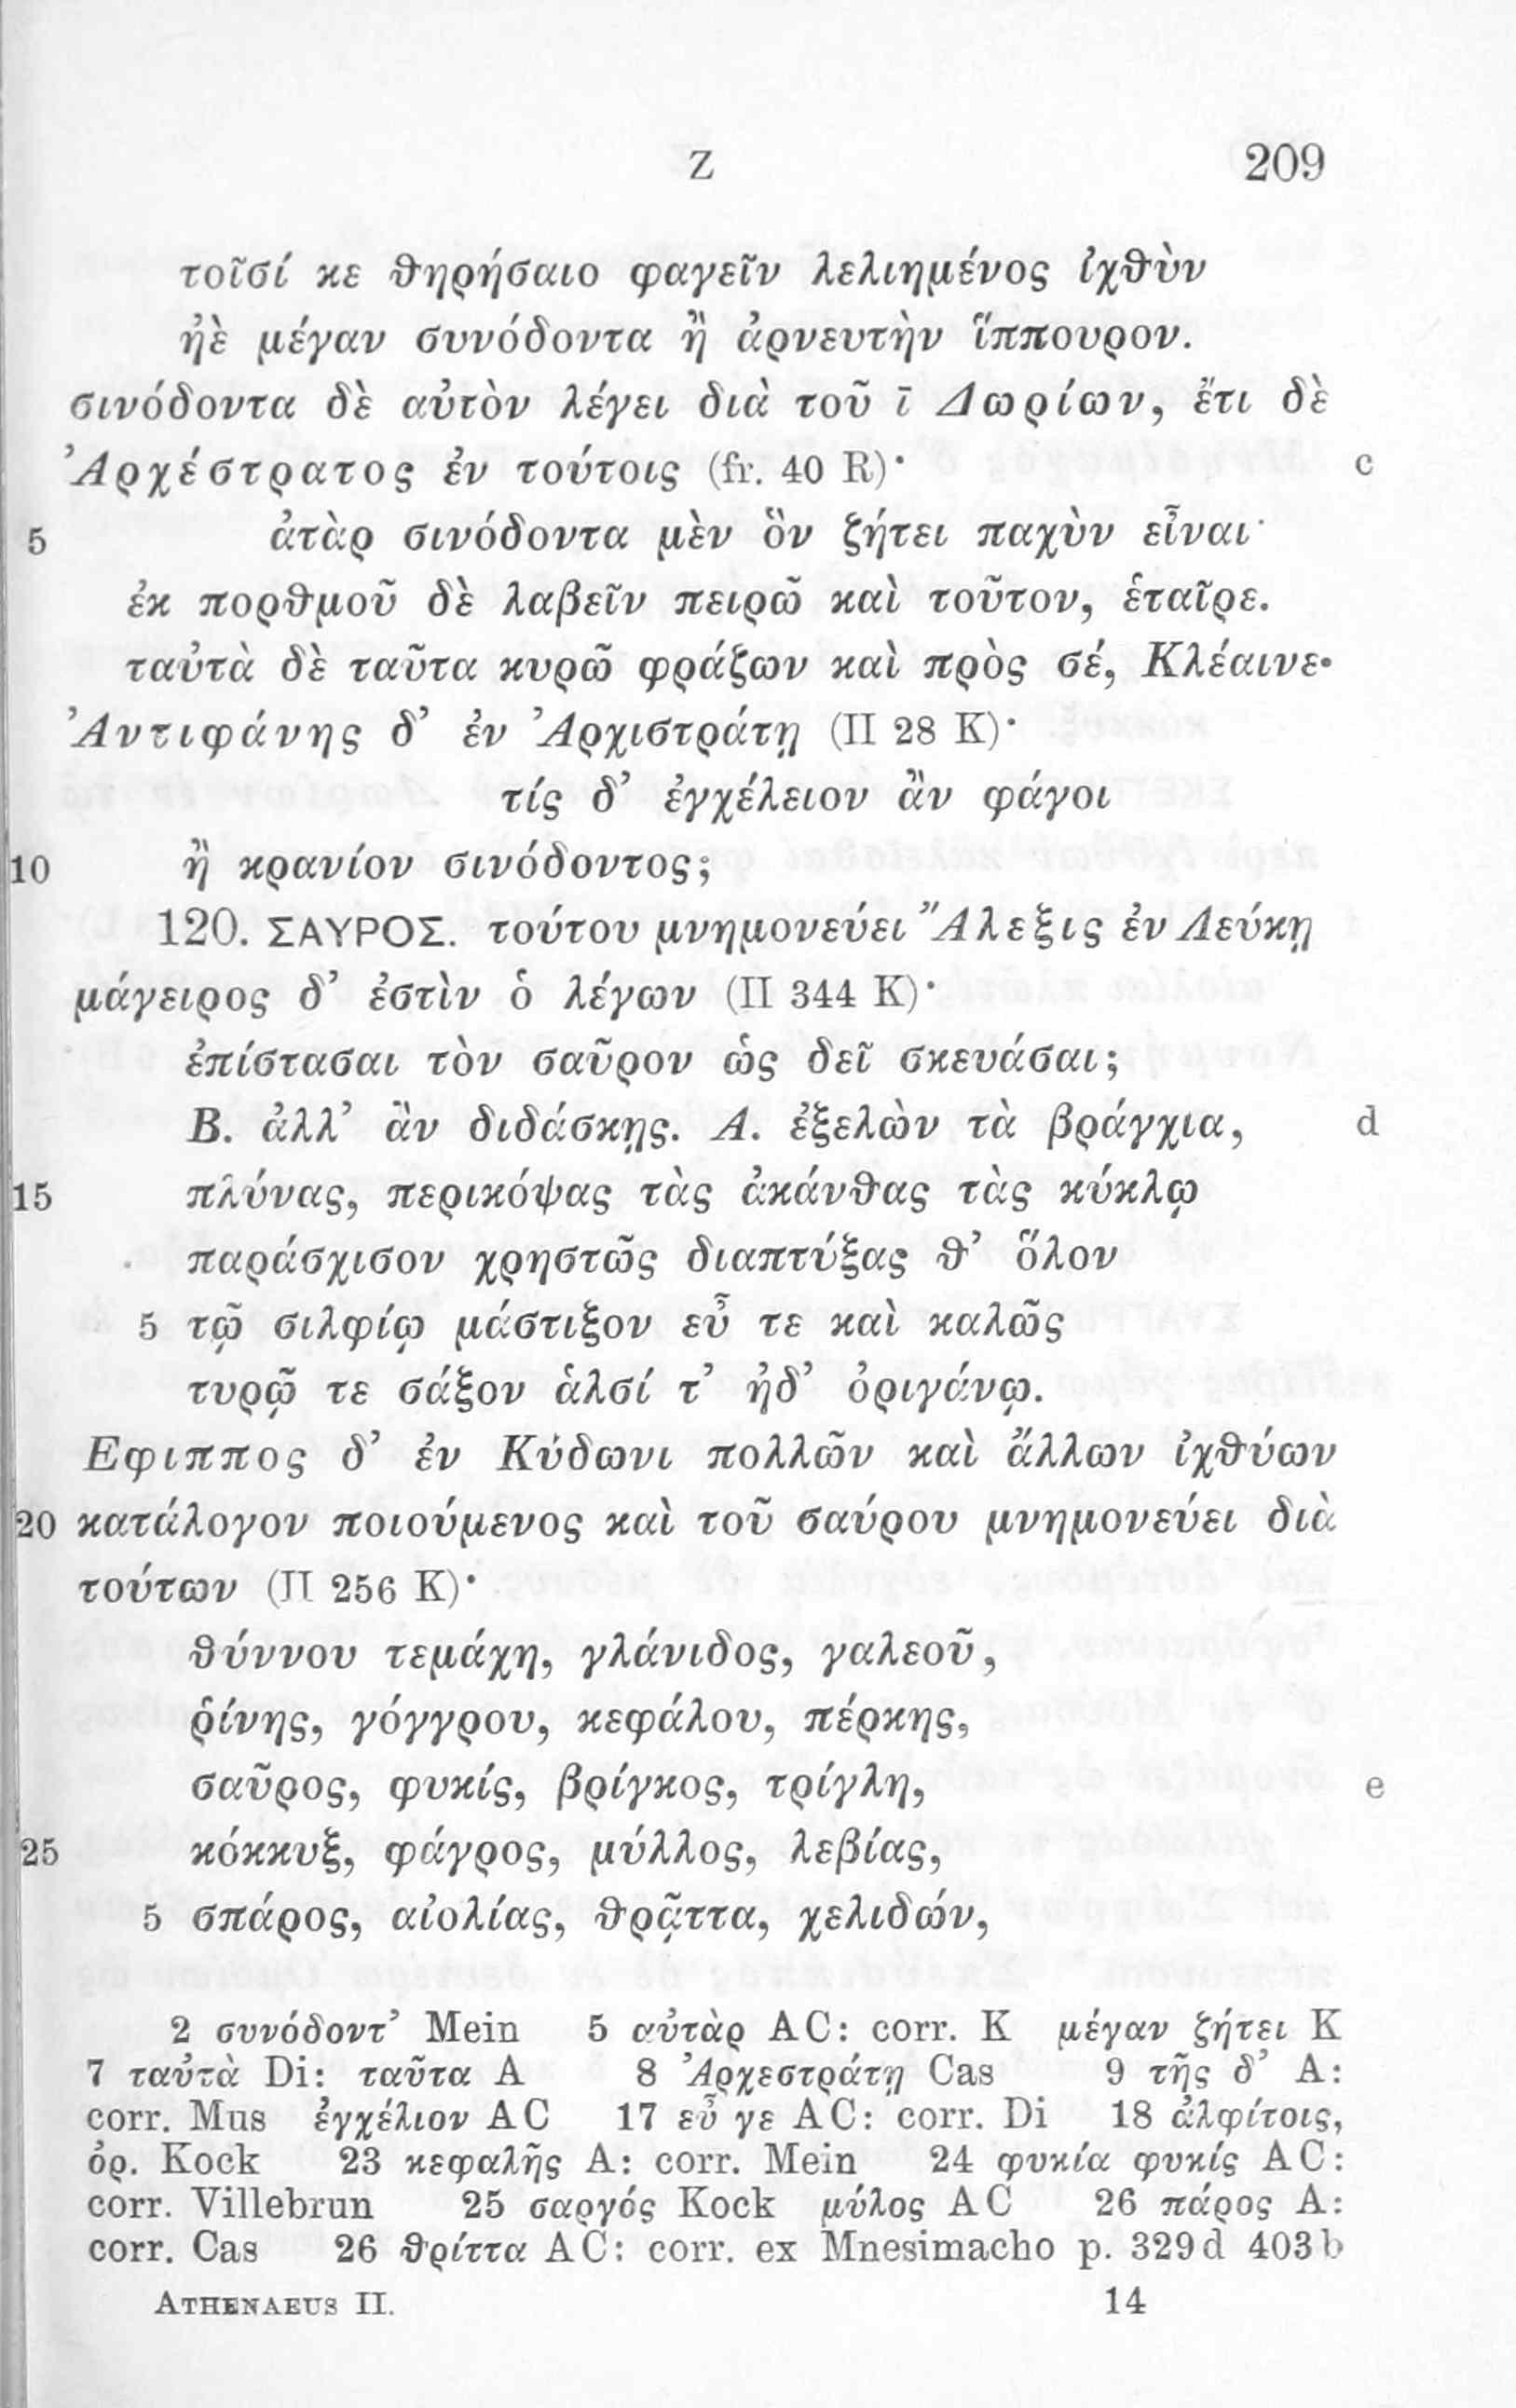 Z 209
τοῖσί κε θηρήσαιο φαγεῖν λελιημένος ἰχθὺν
ἠὲ μέγαν συνόδοντα ἢ ἀρνευτὴν ἵππουρον.
σινόδοντα δὲ αὐτὸν λέγει διὰ τοῦ ῑ Δωρίων, ἔτι δὲ
Ἀρχέστρατος ἐν τούτοις (fr. 40 R)· c
5 ἀτὰρ σινόδοντα μὲν ὃν ζήτει παχὺν εἶναι·
ἐκ πορθμοῦ δὲ λαβεῖν πειρῶ καὶ τοῦτον, ἑταῖρε.
ταὐτὰ δὲ ταῦτα κυρῶ φράζων καὶ πρὸς σέ, Κλέαινε·
Ἀντιφάνης δ’ ἐν Ἀρχιστράτῃ (II 28 K)·
τίς δ’ ἐγχέλειον ἂν φάγοι
10 ἢ κρανίον σινόδοντος;
120. ΣΑΥΡΟΣ. τούτου μνημονεύει Ἄλεξις ἐν Λεύκῃ
μάγειρος δ’ ἐστὶν ὁ λέγων (II 344 K)·
ἐπίστασαι τὸν σαῦρον ὡς δεῖ σκευάσαι;
B. ἀλλ’ ἂν διδάσκῃς. A. ἐξελὼν τὰ βράγχια, d
15 πλύνας, περικόψας τὰς ἀκάνθας τὰς κύκλῳ
παράσχισον χρηστῶς διαπτύξας θ’ ὅλον
5 τῷ σιλφίῳ μάστιξον εὖ τε καὶ καλῶς
τυρῷ τε σάξον ἁλσί τ’ ἠδ’ ὀριγάνῳ.
Εφιππος δ’ ἐν Κύδωνι πολλῶν καὶ ἄλλων ἰχθύων
20 κατάλογον ποιούμενος καὶ τοῦ σαύρου μνημονεύει διὰ
τούτων (II 256 K)·
θύννου τεμάχη, γλάνιδος, γαλεοῦ,
ῥίνης, γόγγρου, κεφάλου, πέρκης,
σαῦρος, φυκίς, βρίγκος, τρίγλη, e
25 κόκκυξ, φάγρος, μύλλος, λεβίας,
5 σπάρος, αἰολίας, θρᾷττα, χελιδών,
2 συνόδοντ’ Mein 5 αὐτὰρ AC: corr. K μέγαν ζήτει K
7 ταὐτὰ Di: ταῦτα A 8 Ἀρχεστράτῃ Cas 9 τῆς δ’ A:
corr. Mus ἐγχέλιον AC 17 εὖ γε AC: corr. Di 18 ἀλφίτοις,
ὀρ. Kock 23 κεφαλῆς A: corr. Mein 24 φυκία φυκίς AC:
corr. Villebrun 25 σαργός Kock μύλος AC 26 πάρος A:
corr. Cas 26 θρίττα AC: corr. ex Mnesimacho p. 329d 403b
ATHENAEUS II. 14